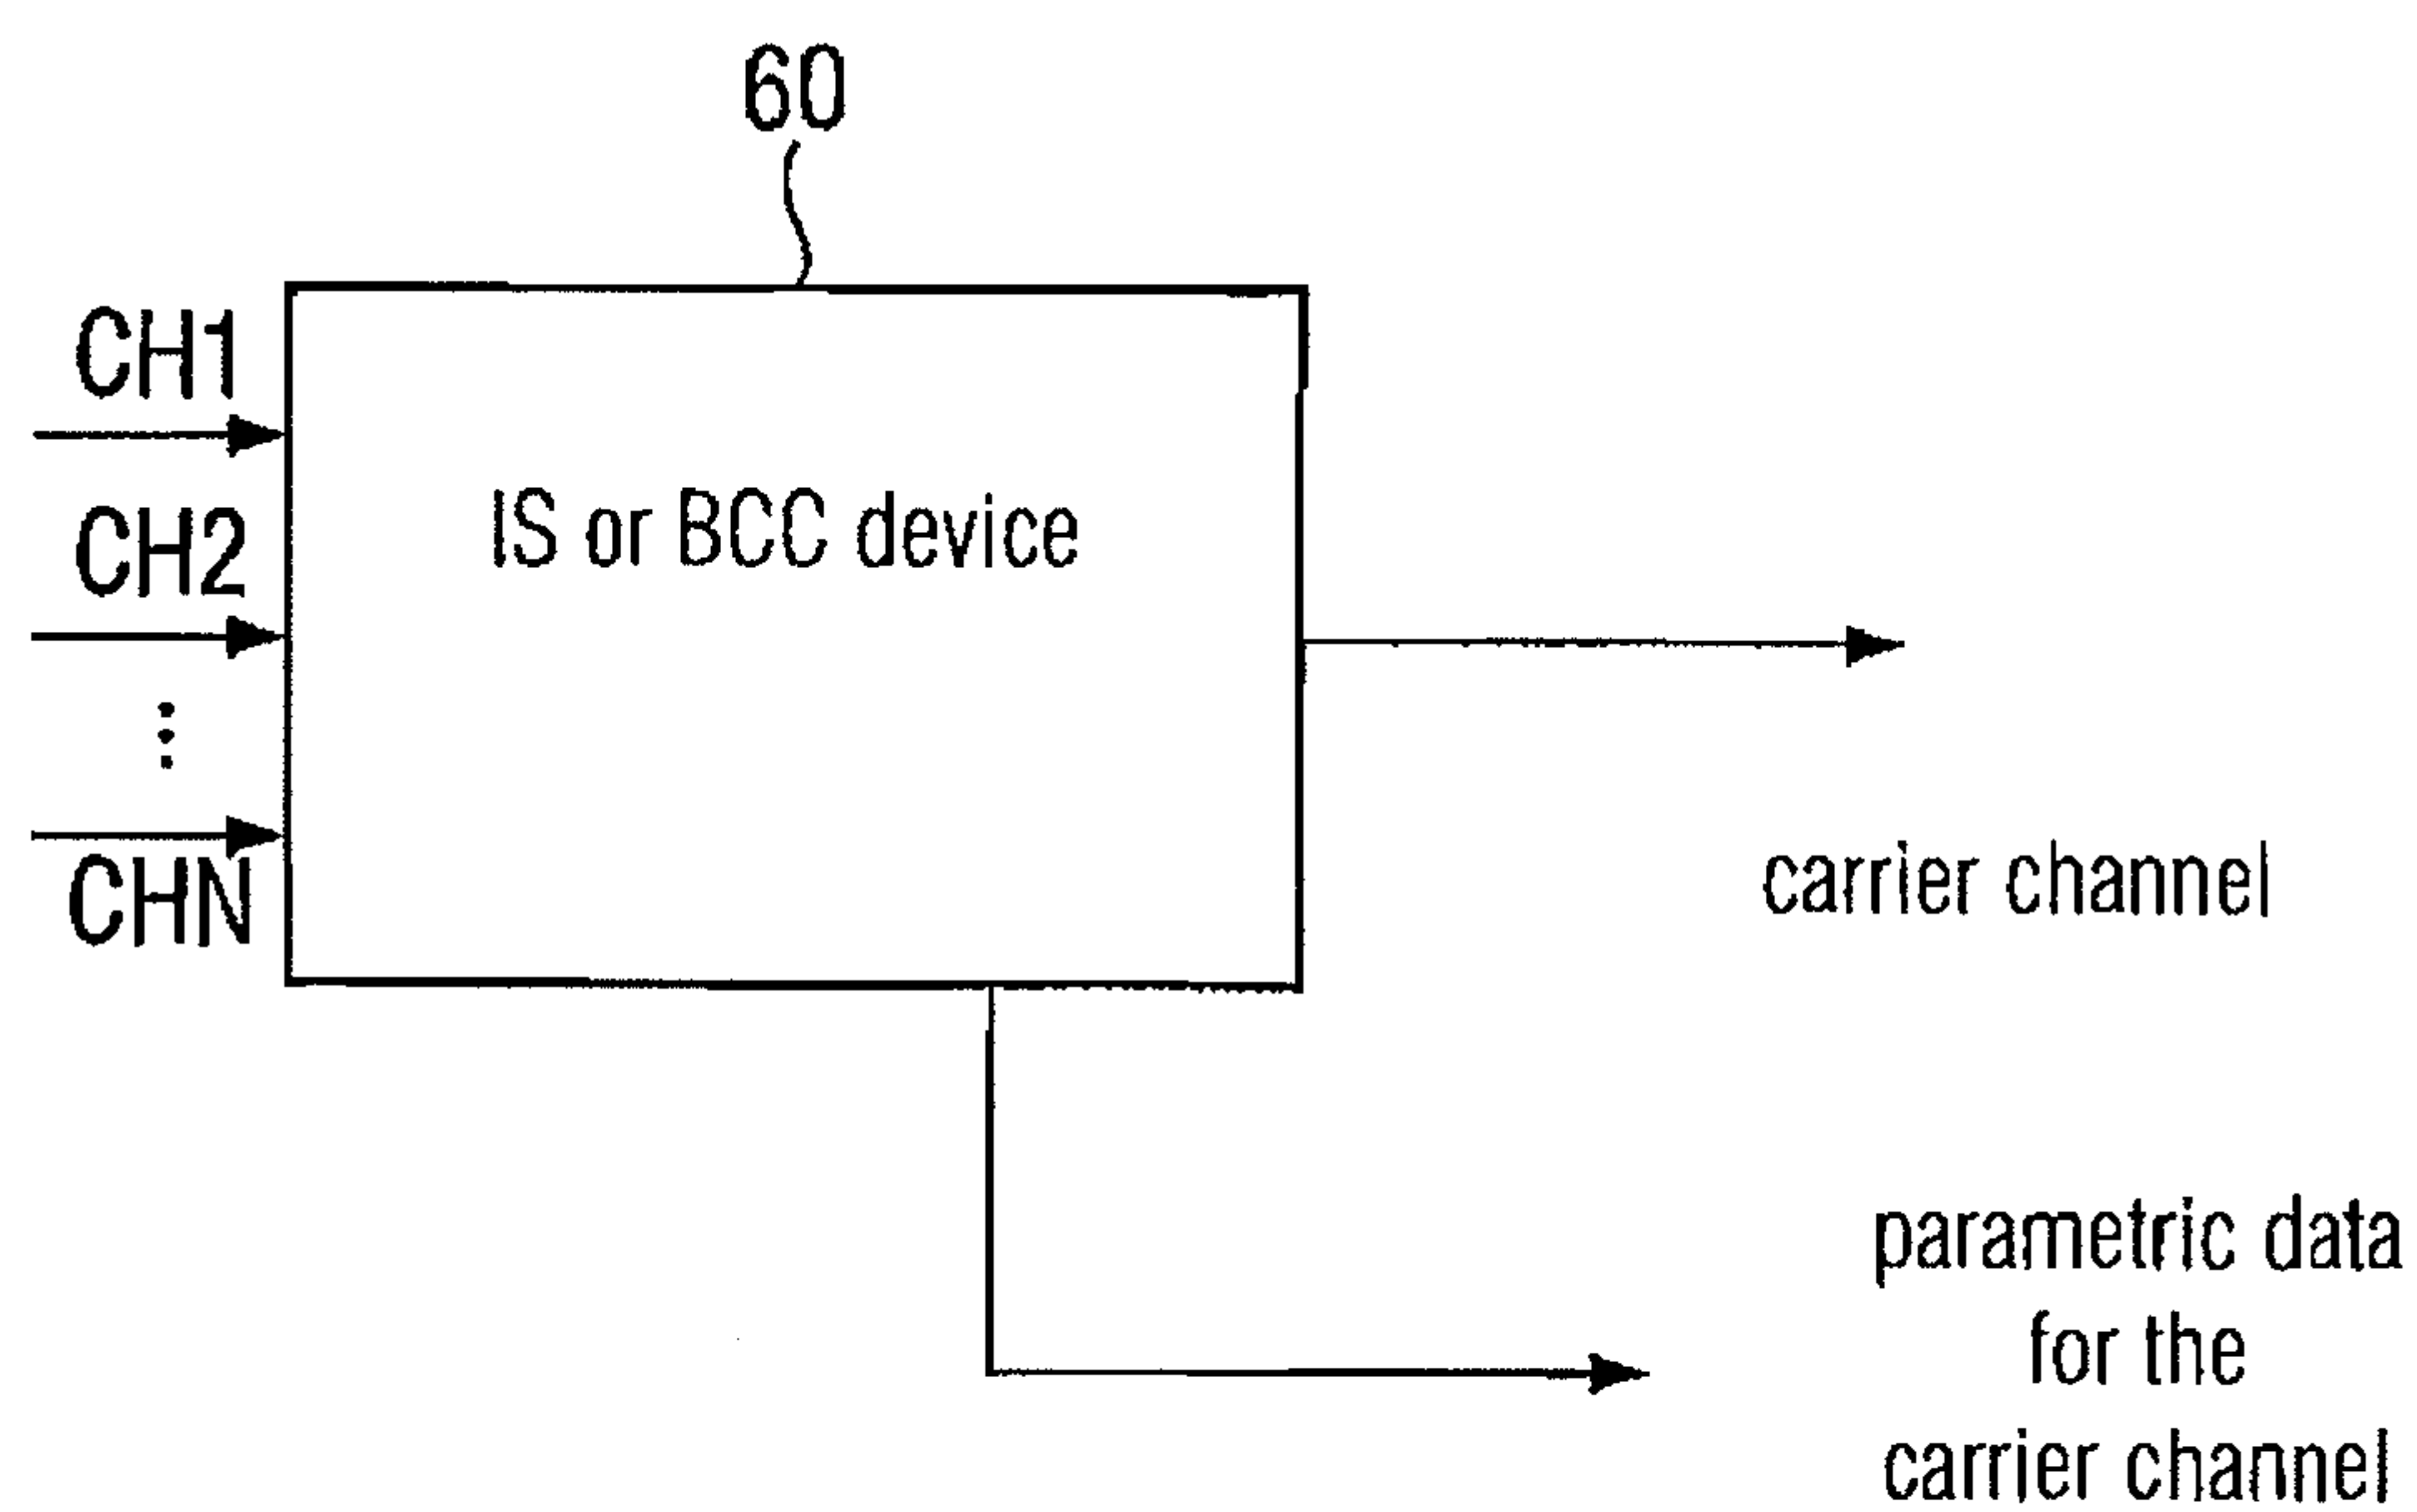 60
CH1
CH2
CHN
IS or BCC device
carrier channel
parametric data
for the
carrier channel